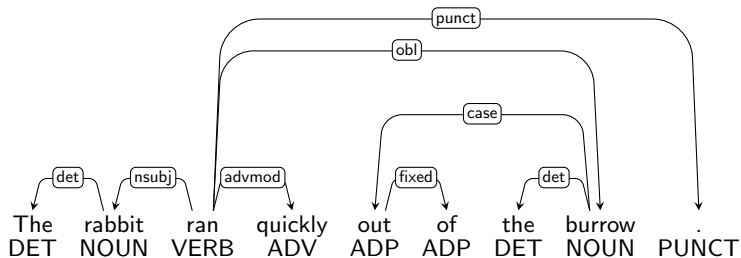 punct
obl
case
det nsubj advmod fixed det
The rabbit ran quickly out of the burrow .
DET NOUN VERB ADV ADP ADP DET NOUN PUNCT